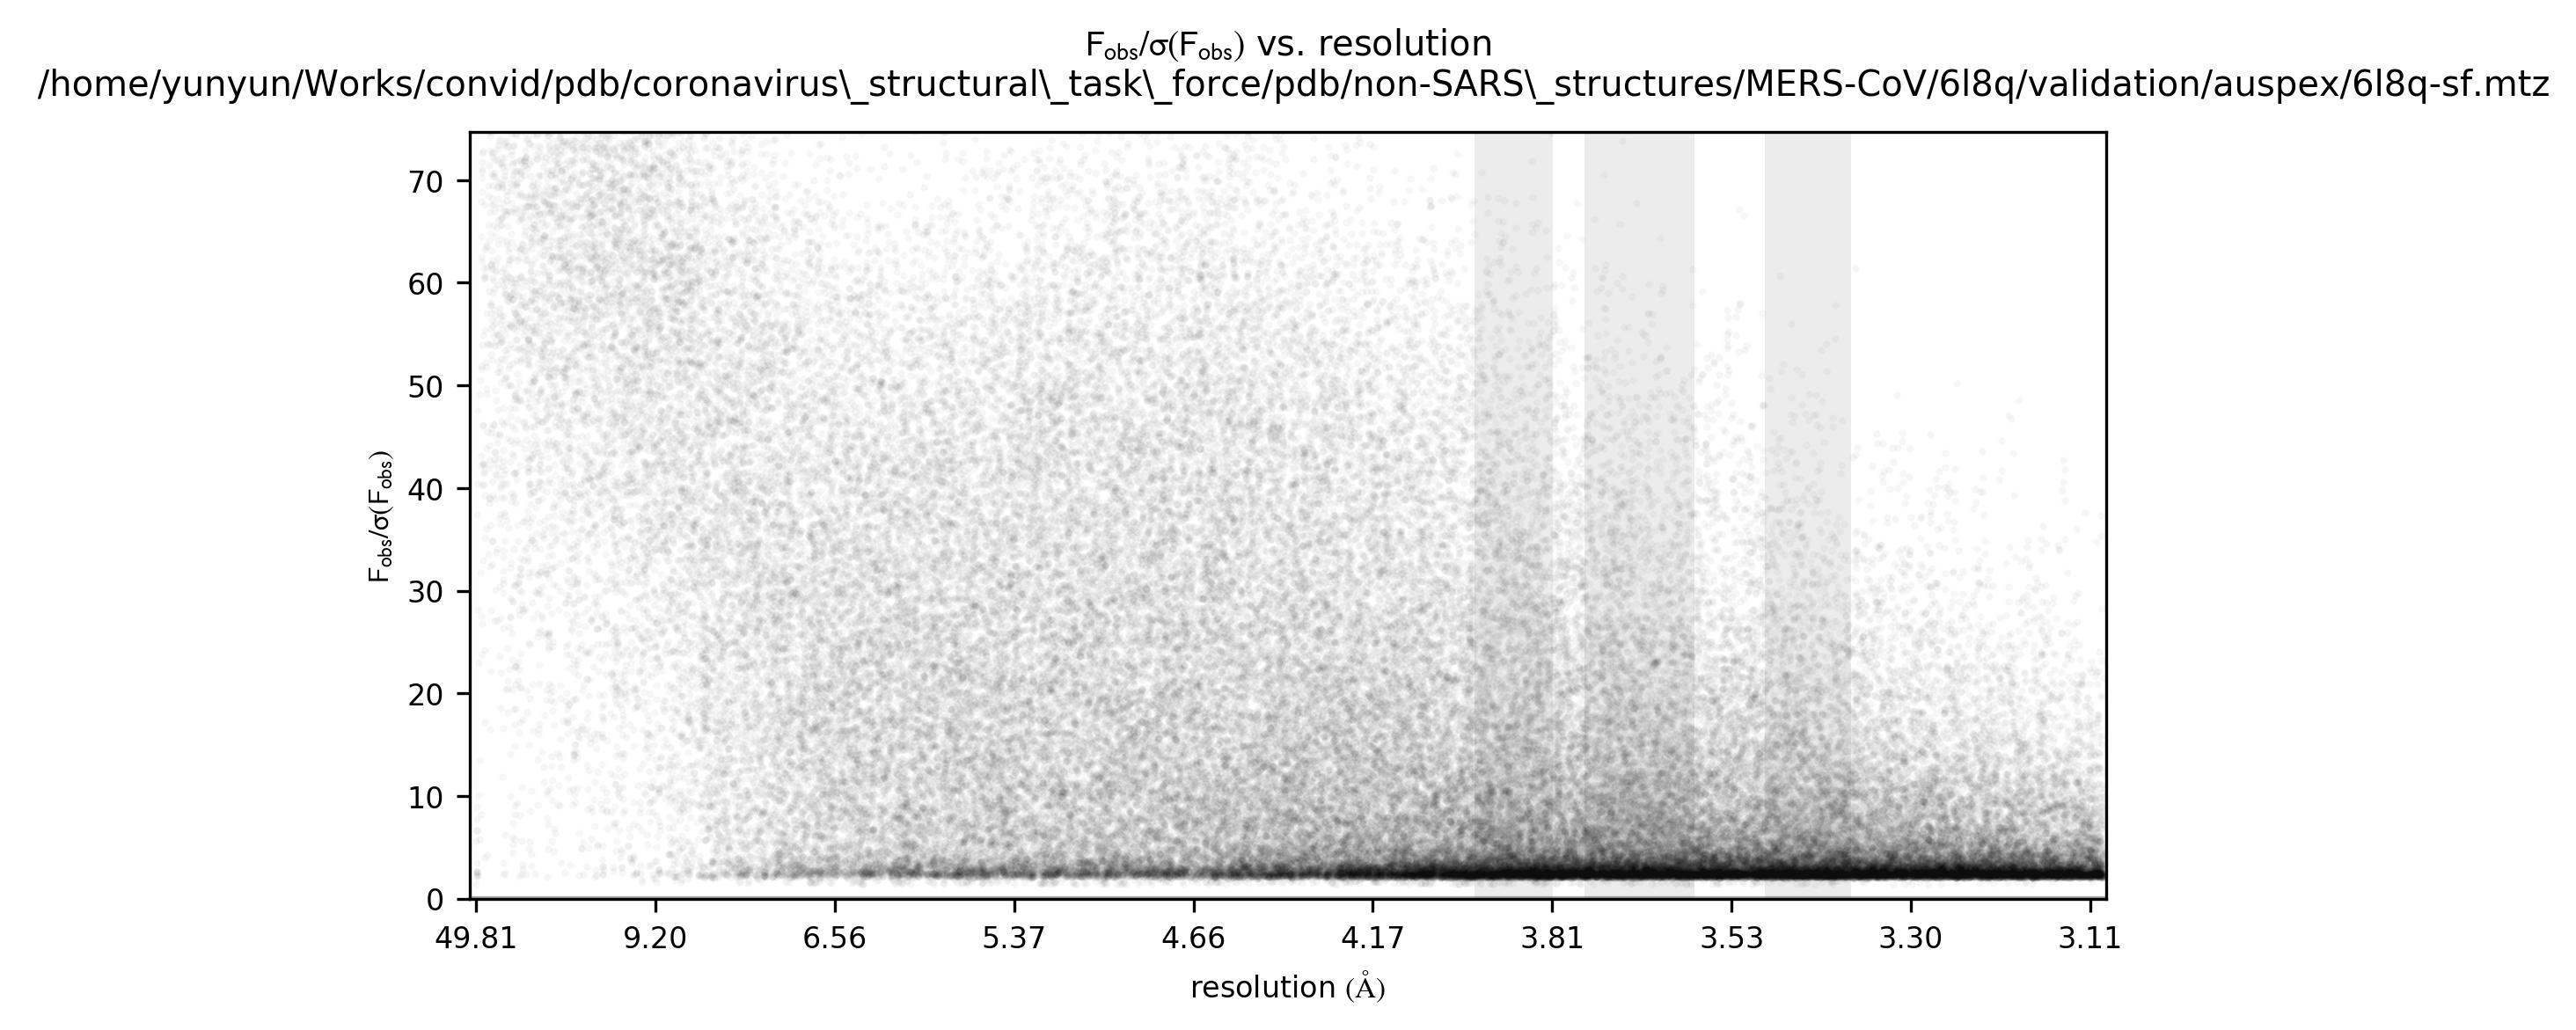 Fobs/σ(Fobs) vs. resolution
/home/yunyun/Works/convid/pdb/coronavirus\_structural\_task\_force/pdb/non-SARS\_structures/MERS-CoV/6l8q/validation/auspex/6l8q-sf.mtz
Fobs/σ(Fobs)
70
60
50
40
30
20
10
0
49.81 9.20 6.56 5.37 4.66 4.17 3.81 3.53 3.30 3.11
resolution (Å)